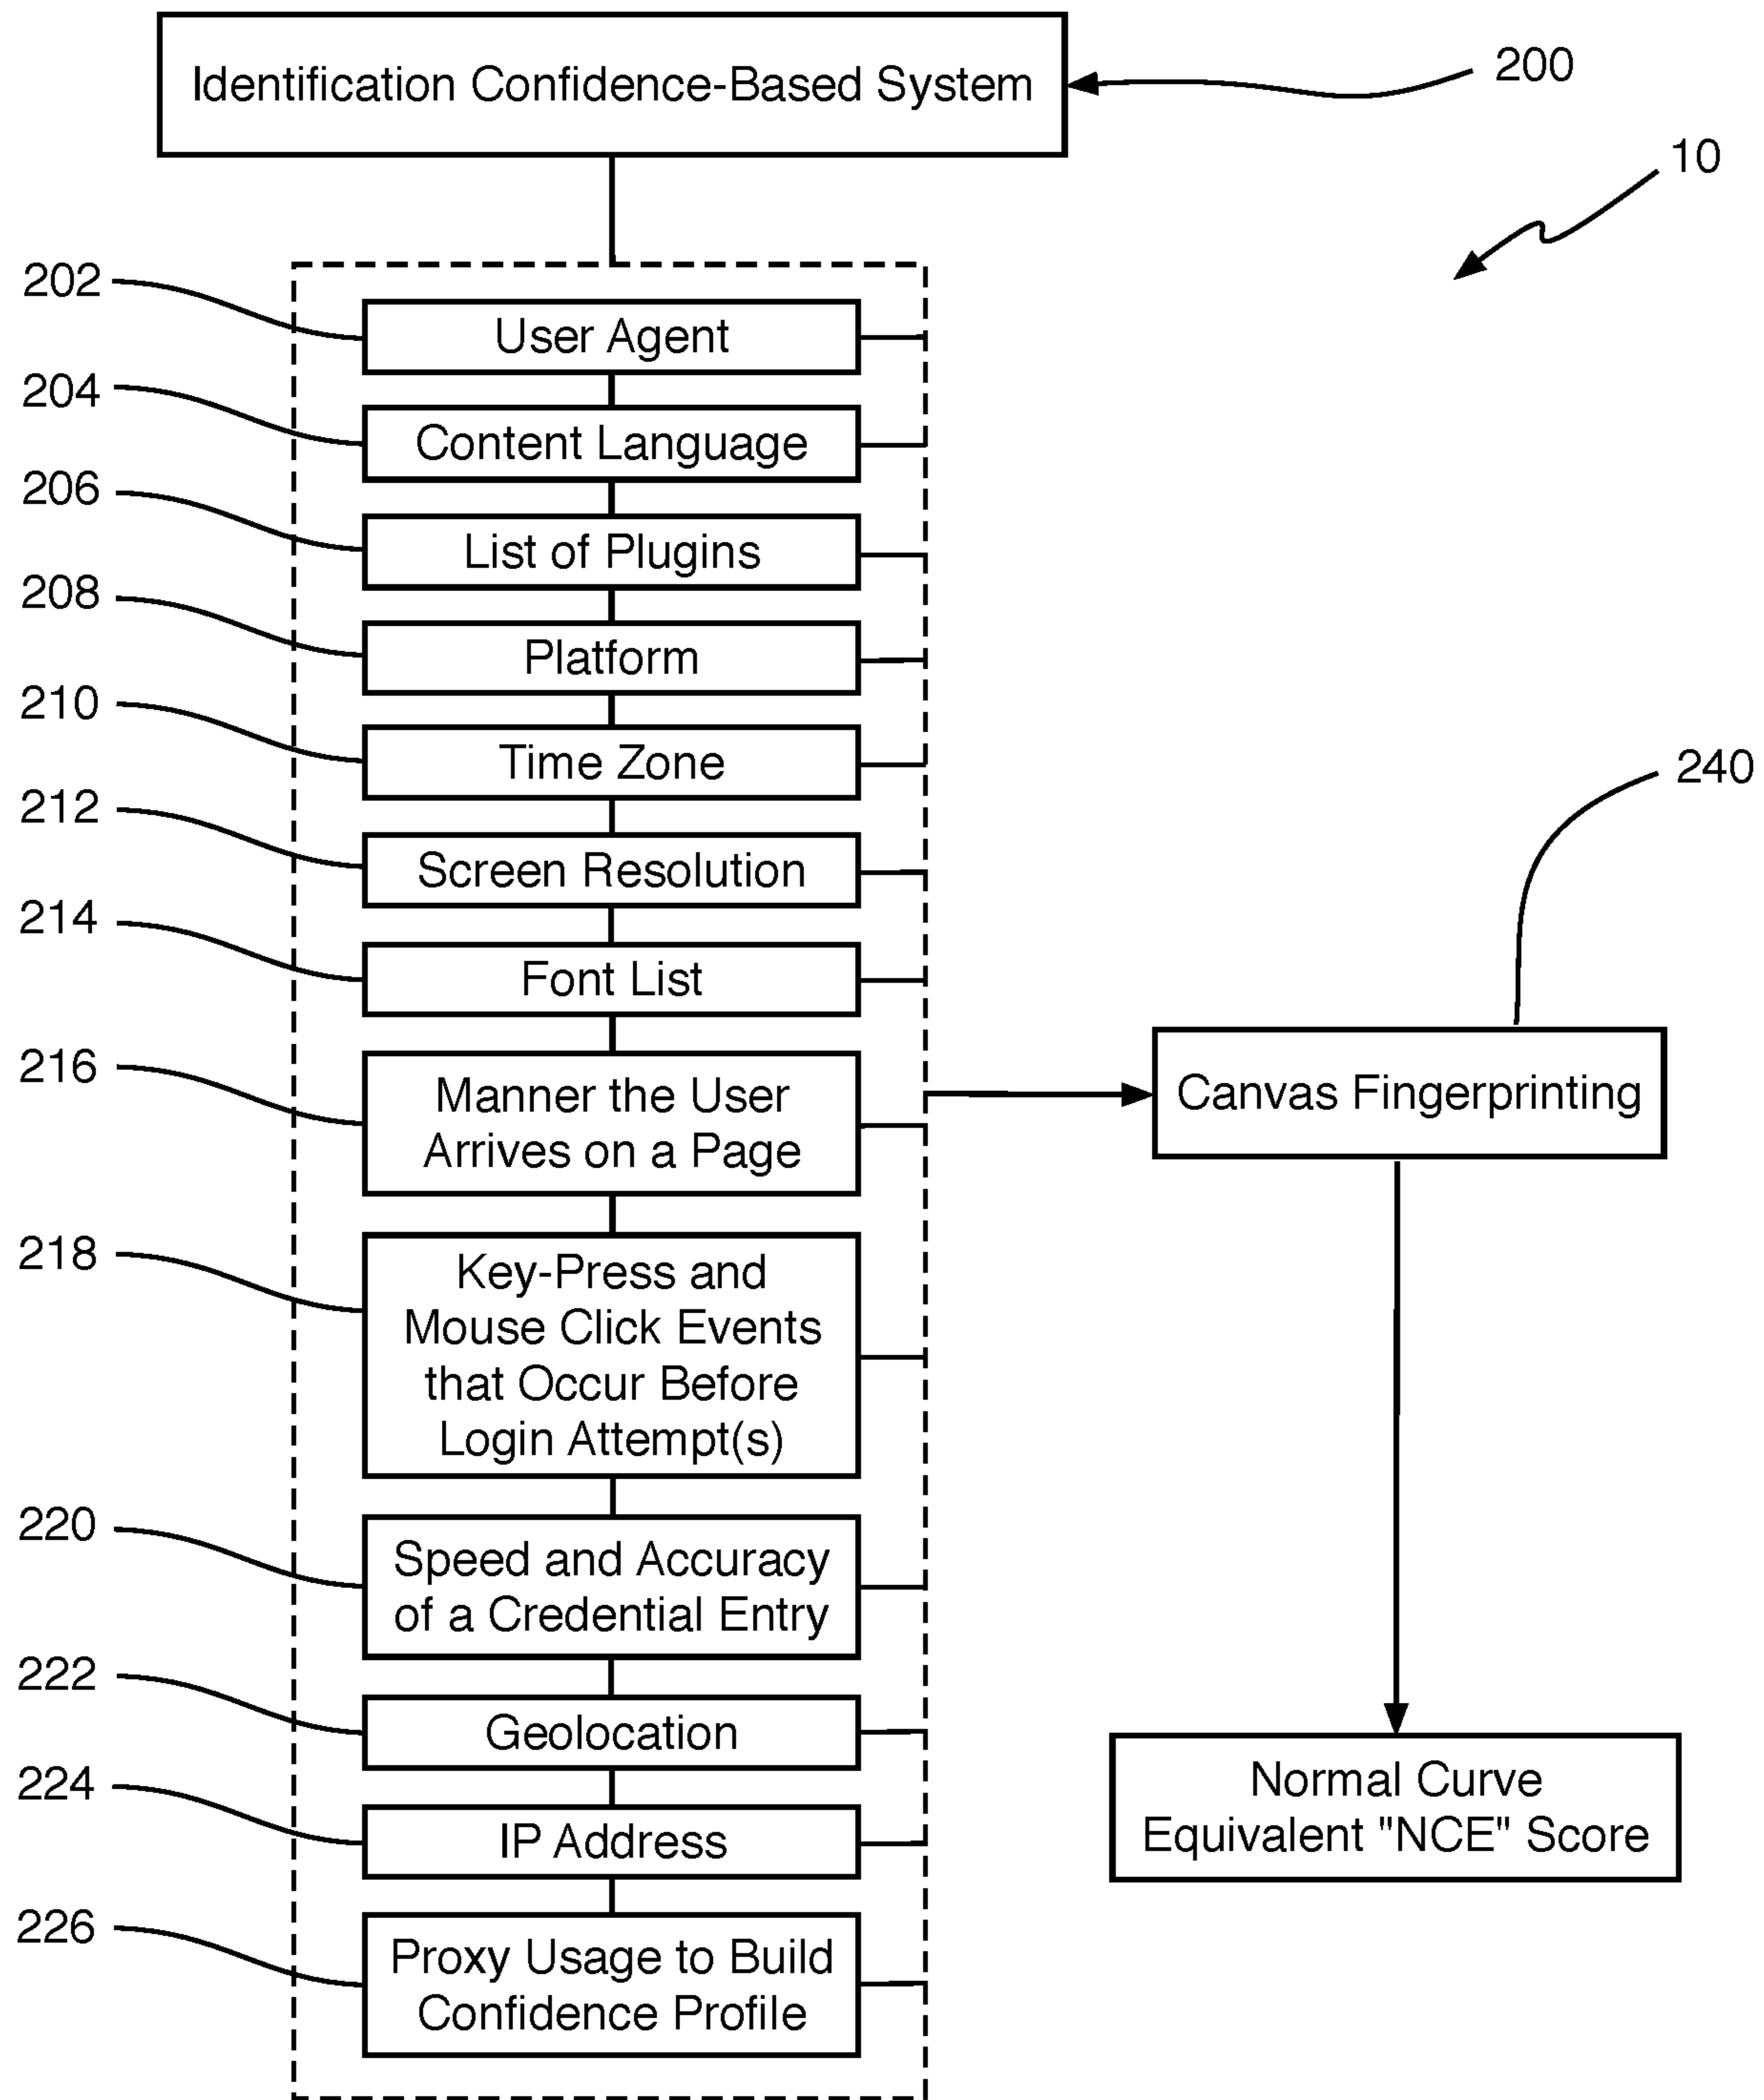 Identification Confidence-Based System
200
10
202
User Agent
204
Content Language
206
List of Plugins
208
Platform
210
Time Zone
240
212
Screen Resolution
214
Font List
216
Manner the User
Arrives on a Page
Canvas Fingerprinting
218
Key-Press and
Mouse Click Events
that Occur Before
Login Attempt(s)
220
Speed and Accuracy
of a Credential Entry
222
Geolocation
224
IP Address
Normal Curve
Equivalent "NCE" Score
226
Proxy Usage to Build
Confidence Profile